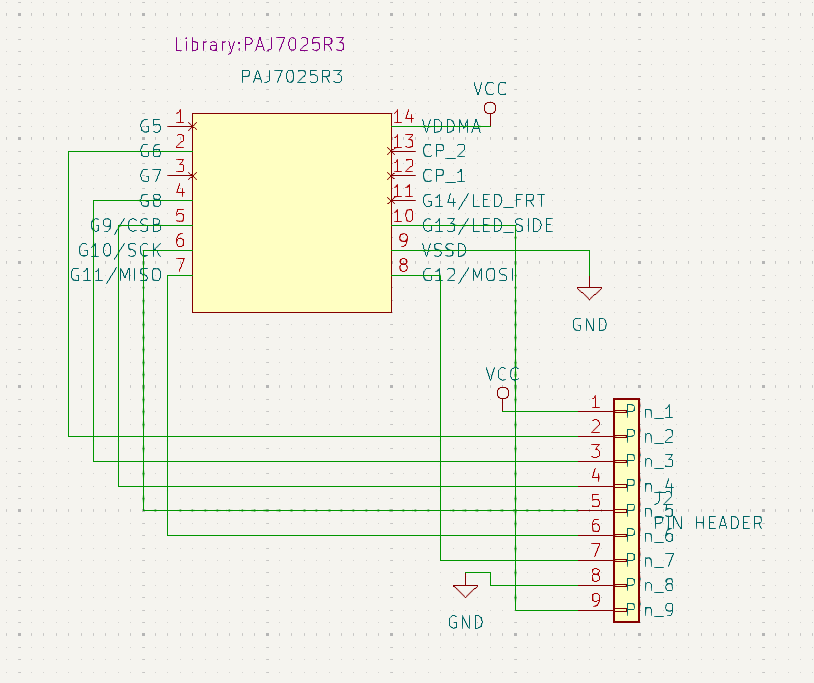 Library:PAJ7025R3
PAJ7025R3
VCC
G5 1 14 VDDMA
G6 2 13 CP_2
G7 3 12 CP_1
G8 4 11 G14/LED_FRT
G9/CSB 5 10 G13/LED_SIDE
G10/SCK 6 9 VSSD
G11/MISO 7 8 G12/MOSI
GND
VCC
1 Pin_1
2 Pin_2
3 Pin_3
4 Pin_4
J2
5 Pin_5
PIN HEADER
6 Pin_6
7 Pin_7
8 Pin_8
9 Pin_9
GND